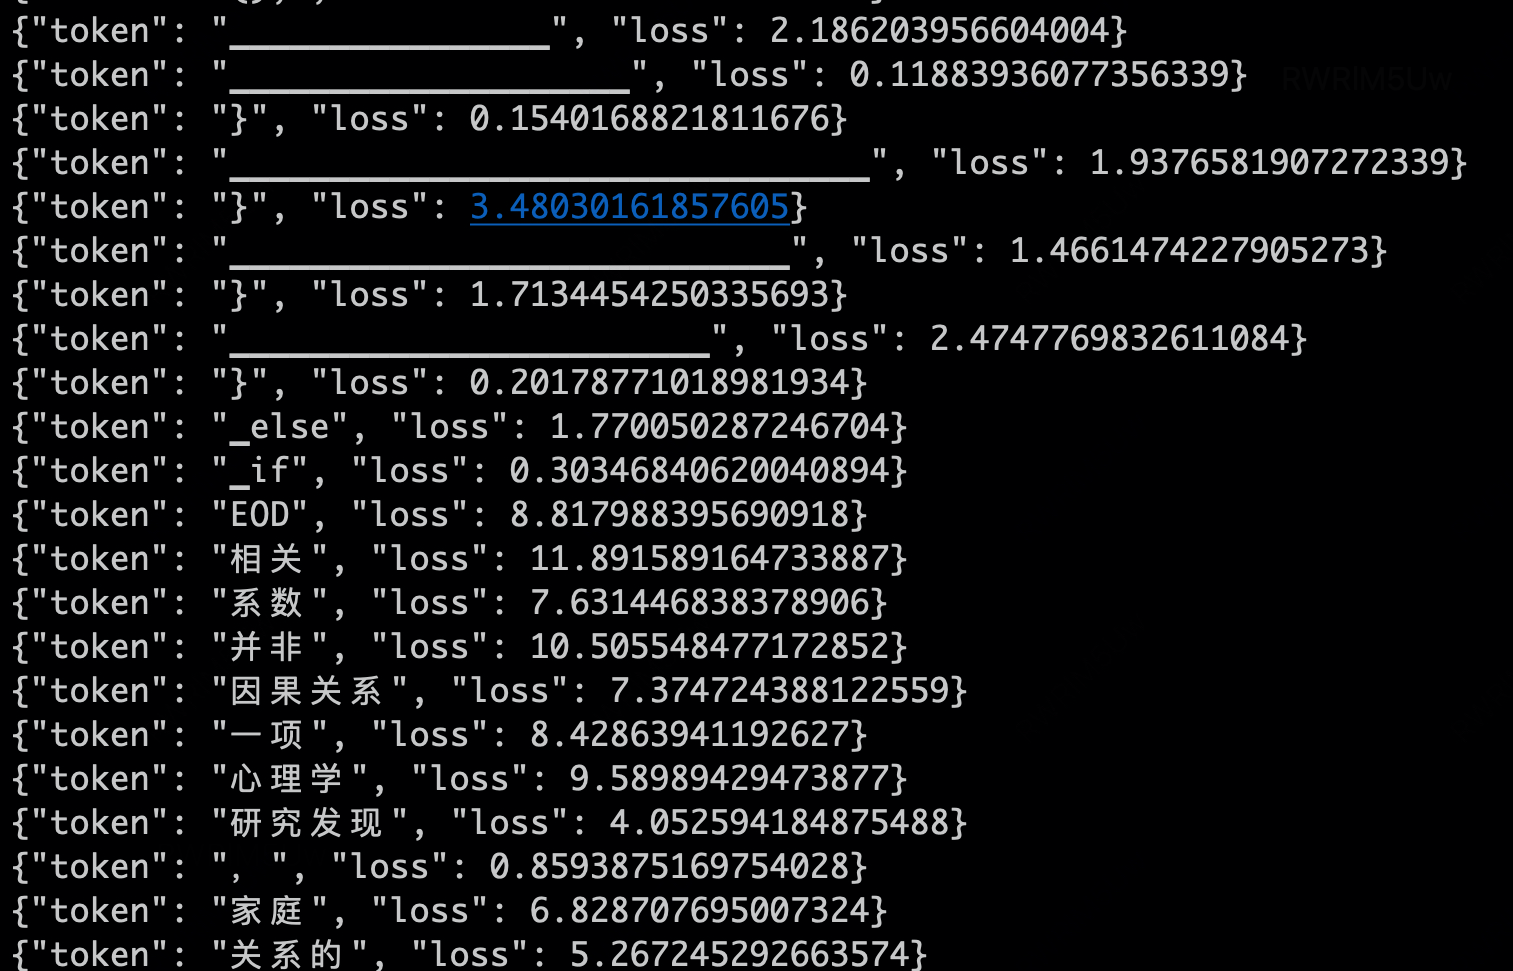 {"token": "________________", "loss": 2.186203956604004}
{"token": "____________________", "loss": 0.11883936077356339}
{"token": "}", "loss": 0.1540168821811676}
{"token": "________________________________", "loss": 1.9376581907272339}
{"token": "}", "loss": 3.48030161857605}
{"token": "____________________________", "loss": 1.4661474227905273}
{"token": "}", "loss": 1.7134454250335693}
{"token": "________________________", "loss": 2.4747769832611084}
{"token": "}", "loss": 0.20178771018981934}
{"token": "_else", "loss": 1.770050287246704}
{"token": "_if", "loss": 0.30346840620040894}
{"token": "EOD", "loss": 8.817988395690918}
{"token": "相关", "loss": 11.891589164733887}
{"token": "系数", "loss": 7.631446838378906}
{"token": "并非", "loss": 10.505548477172852}
{"token": "因果关系", "loss": 7.374724388122559}
{"token": "一项", "loss": 8.42863941192627}
{"token": "心理学", "loss": 9.58989429473877}
{"token": "研究发现", "loss": 4.052594184875488}
{"token": "，", "loss": 0.8593875169754028}
{"token": "家庭", "loss": 6.828707695007324}
{"token": "关系的", "loss": 5.267245292663574}